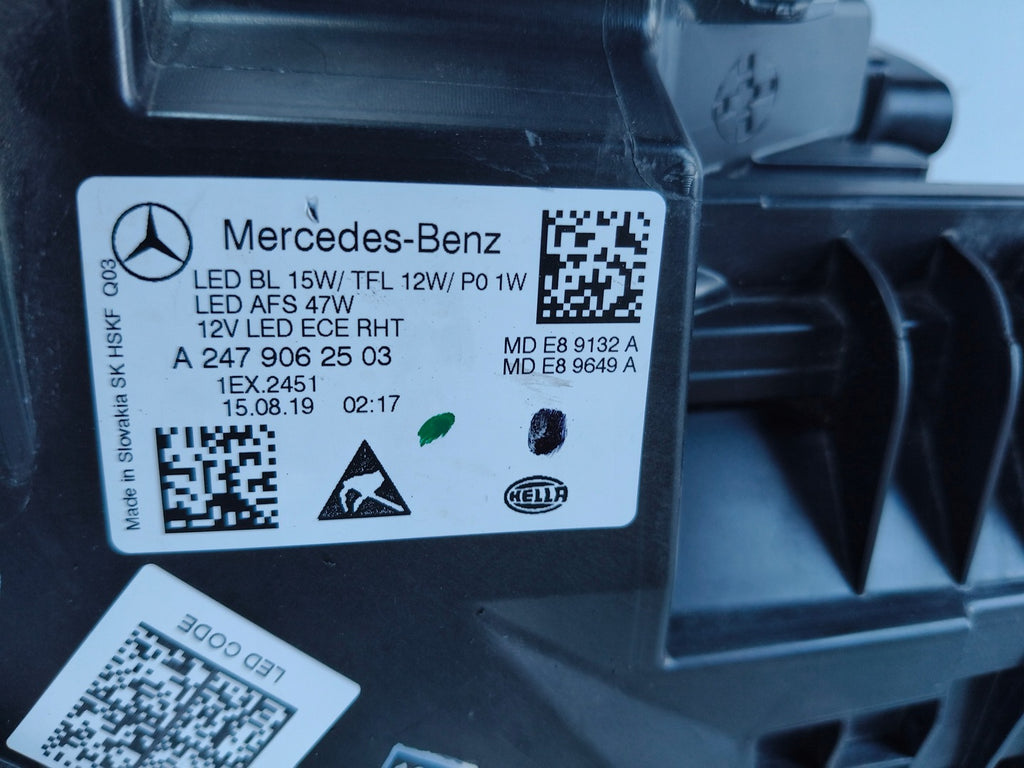 Mercedes-Benz
LED BL 15W/ TFL 12W/ P0 1W
LED AFS 47W
12V LED ECE RHT
A 247 906 25 03
1EX.2451
15.08.19 02:17
MD E8 9132 A
MD E8 9649 A
HELLA
Made in Slovakia SK HSKF Q03
LED CODE